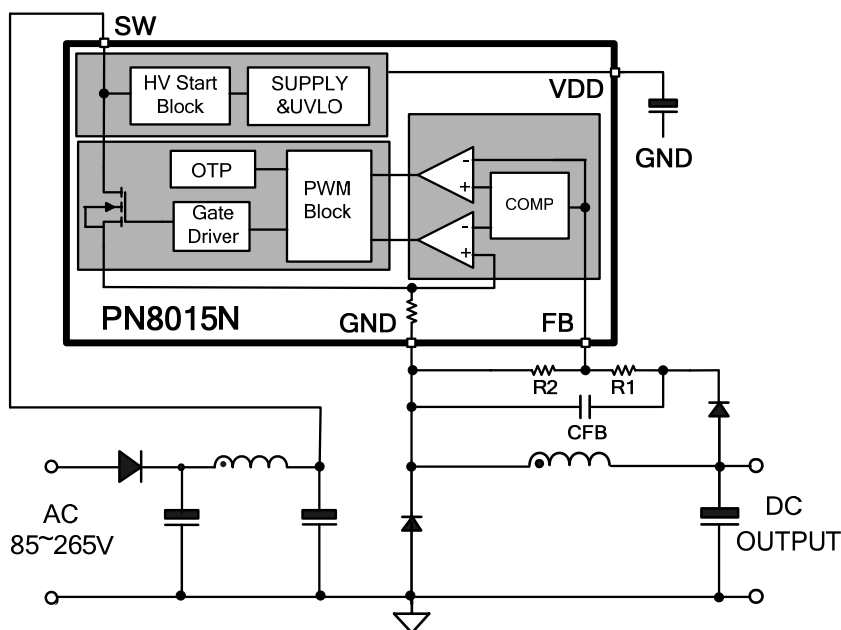 SW
HV Start
Block
SUPPLY
&UVLO
VDD
GND
OTP
PWM
Block
Gate
Driver
-
+
COMP
-
+
PN8015N
GND
FB
R2
R1
CFB
AC
85~265V
DC
OUTPUT